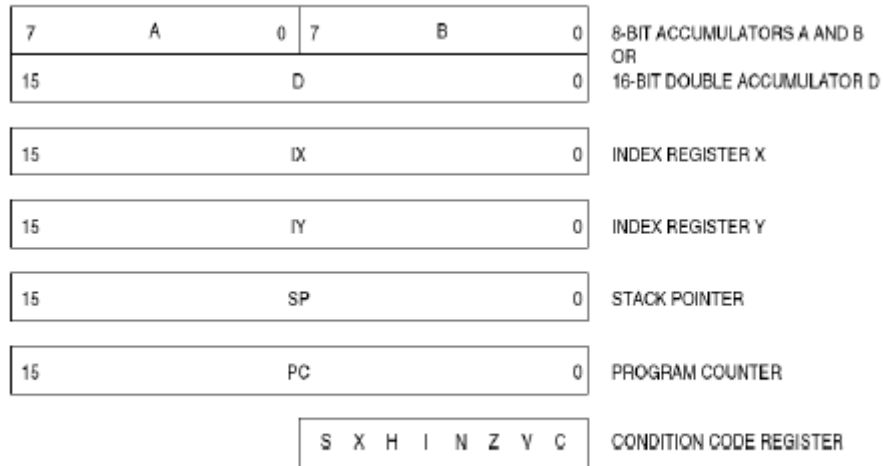 7 A 0 7 B 0 8-BIT ACCUMULATORS A AND B
OR
15 D 0 16-BIT DOUBLE ACCUMULATOR D
15 IX 0 INDEX REGISTER X
15 IY 0 INDEX REGISTER Y
15 SP 0 STACK POINTER
15 PC 0 PROGRAM COUNTER
S X H I N Z V C CONDITION CODE REGISTER